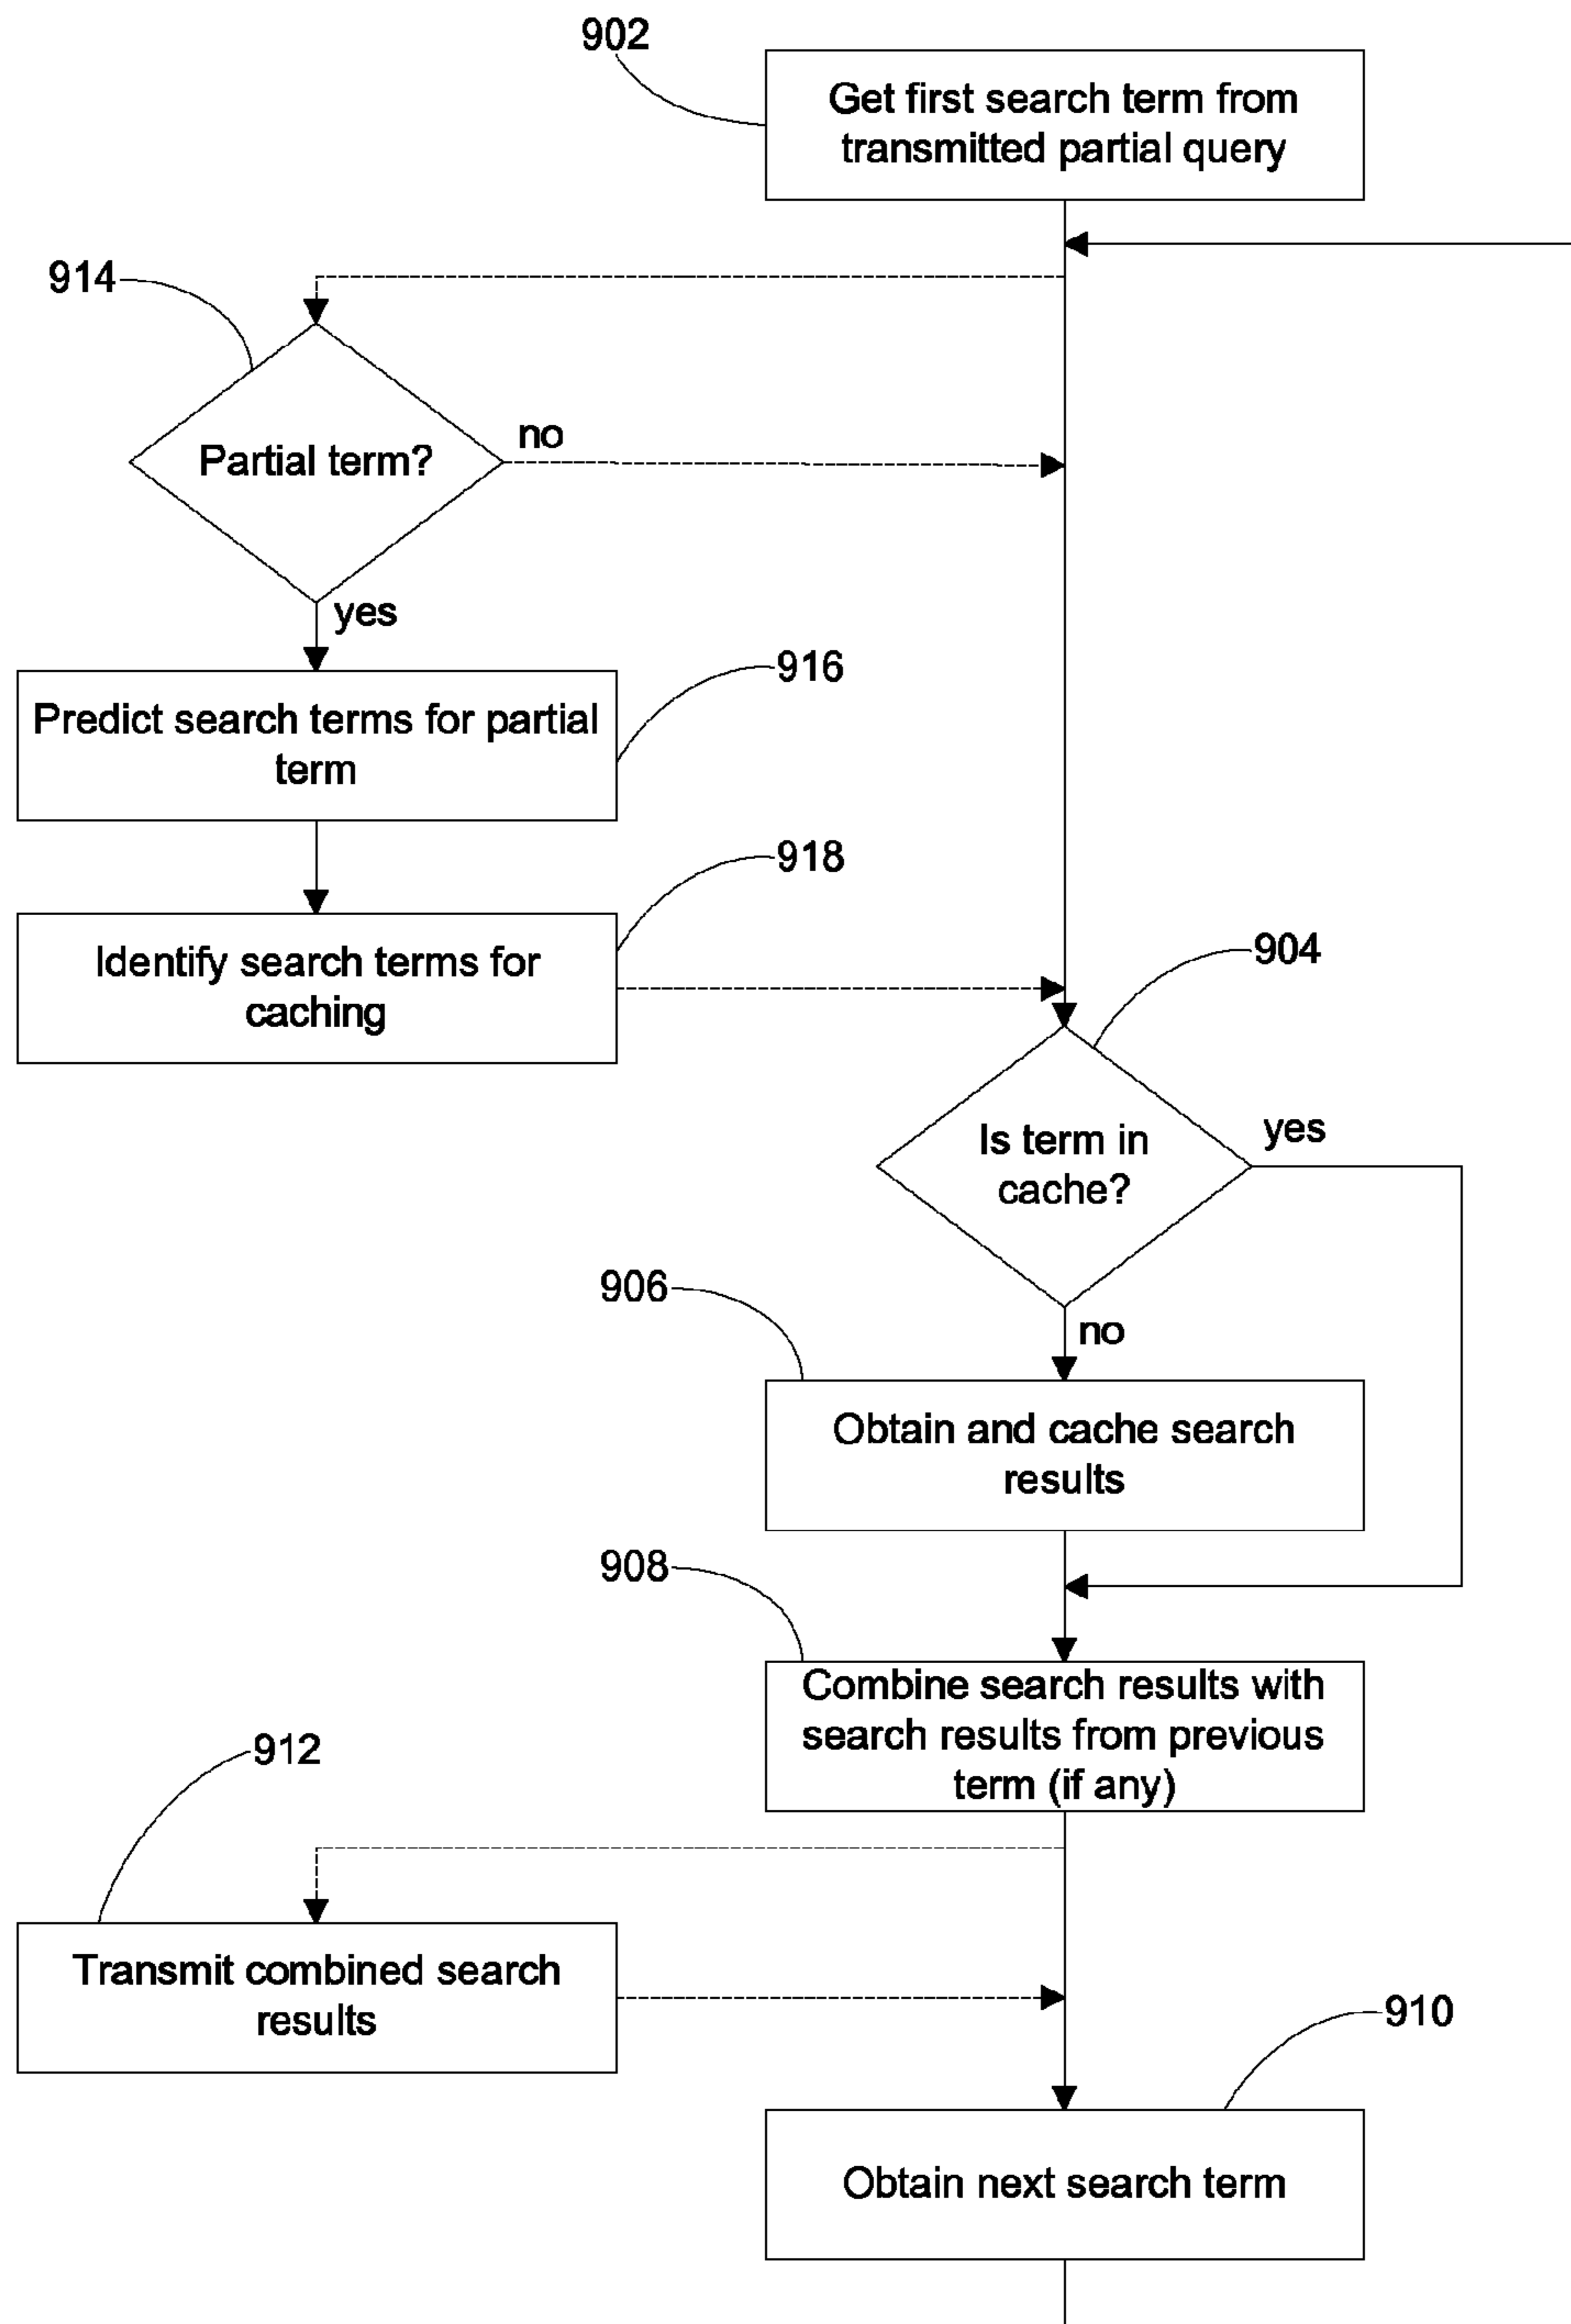 902
Get first search term from
transmitted partial query
914
Partial term?
no
yes
916
Predict search terms for partial
term
918
Identify search terms for
caching
904
Is term in
cache?
yes
906
no
Obtain and cache search
results
908
Combine search results with
search results from previous
term (if any)
912
Transmit combined search
results
910
Obtain next search term